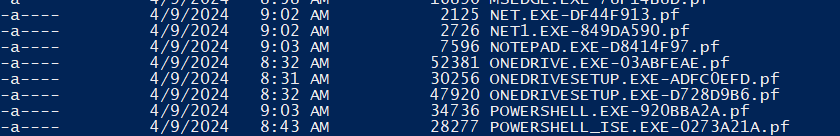 -a---- 4/9/2024 8:58 AM 10896 MSEDGE.EXE-76F14B6D.pf
-a---- 4/9/2024 9:02 AM 2125 NET.EXE-DF44F913.pf
-a---- 4/9/2024 9:02 AM 2726 NET1.EXE-849DA590.pf
-a---- 4/9/2024 9:03 AM 7596 NOTEPAD.EXE-D8414F97.pf
-a---- 4/9/2024 8:32 AM 52381 ONEDRIVE.EXE-03ABFEAE.pf
-a---- 4/9/2024 8:31 AM 30256 ONEDRIVESETUP.EXE-ADFC0EFD.pf
-a---- 4/9/2024 8:32 AM 47920 ONEDRIVESETUP.EXE-D728D9B6.pf
-a---- 4/9/2024 9:03 AM 34736 POWERSHELL.EXE-920BBA2A.pf
-a---- 4/9/2024 8:43 AM 28277 POWERSHELL_ISE.EXE-0273A21A.pf